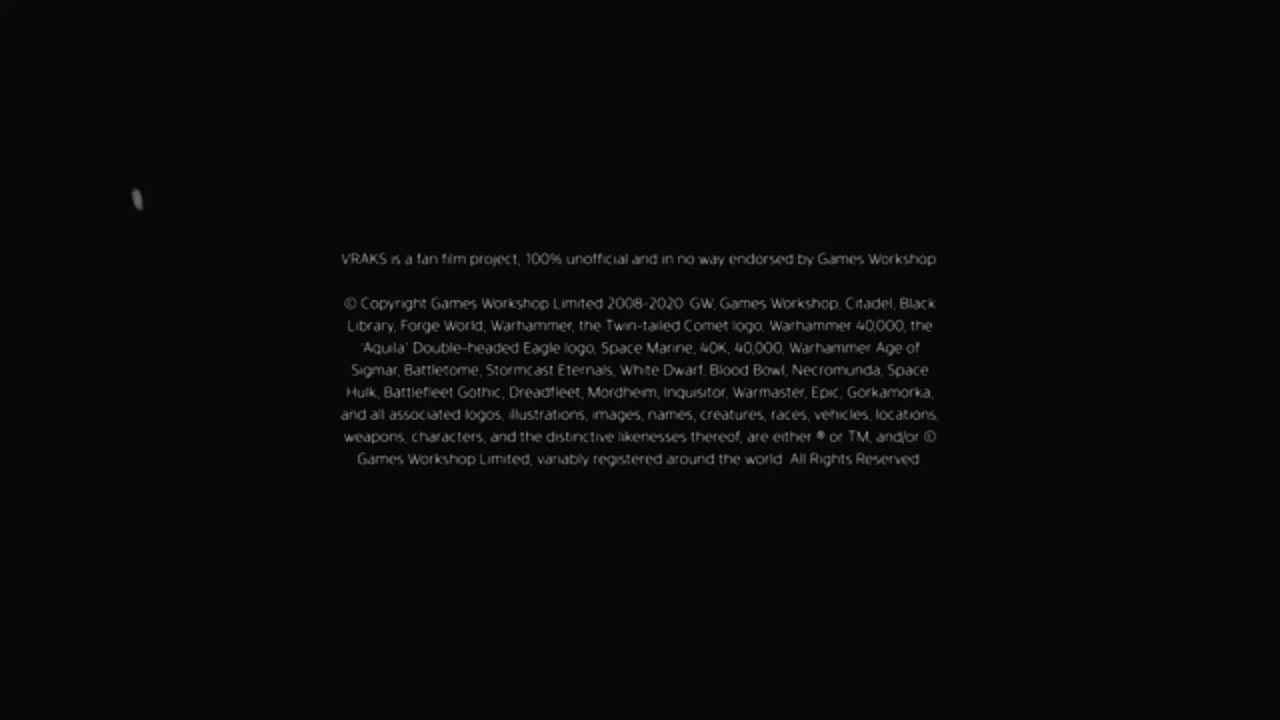 VRAKS is a fan film project, 100% unofficial and in no way endorsed by Games Workshop.
© Copyright Games Workshop Limited 2008-2020. GW, Games Workshop, Citadel, Black
Library, Forge World, Warhammer, the Twin-tailed Comet logo, Warhammer 40,000, the
'Aquila' Double-headed Eagle logo, Space Marine, 40K, 40,000, Warhammer Age of
Sigmar, Battletome, Stormcast Eternals, White Dwarf, Blood Bowl, Necromunda, Space
Hulk, Battlefleet Gothic, Dreadfleet, Mordheim, Inquisitor, Warmaster, Epic, Gorkamorka,
and all associated logos, illustrations, images, names, creatures, races, vehicles, locations,
weapons, characters, and the distinctive likenesses thereof, are either ® or TM, and/or ©
Games Workshop Limited, variably registered around the world. All Rights Reserved.